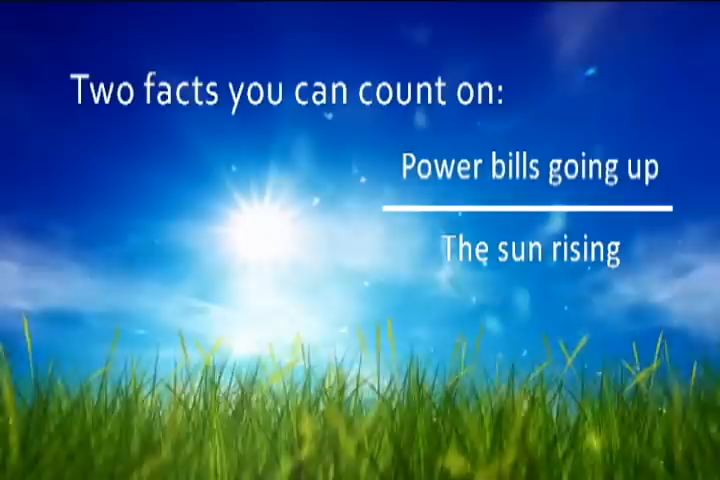 Two facts you can count on:
Power bills going up
The sun rising